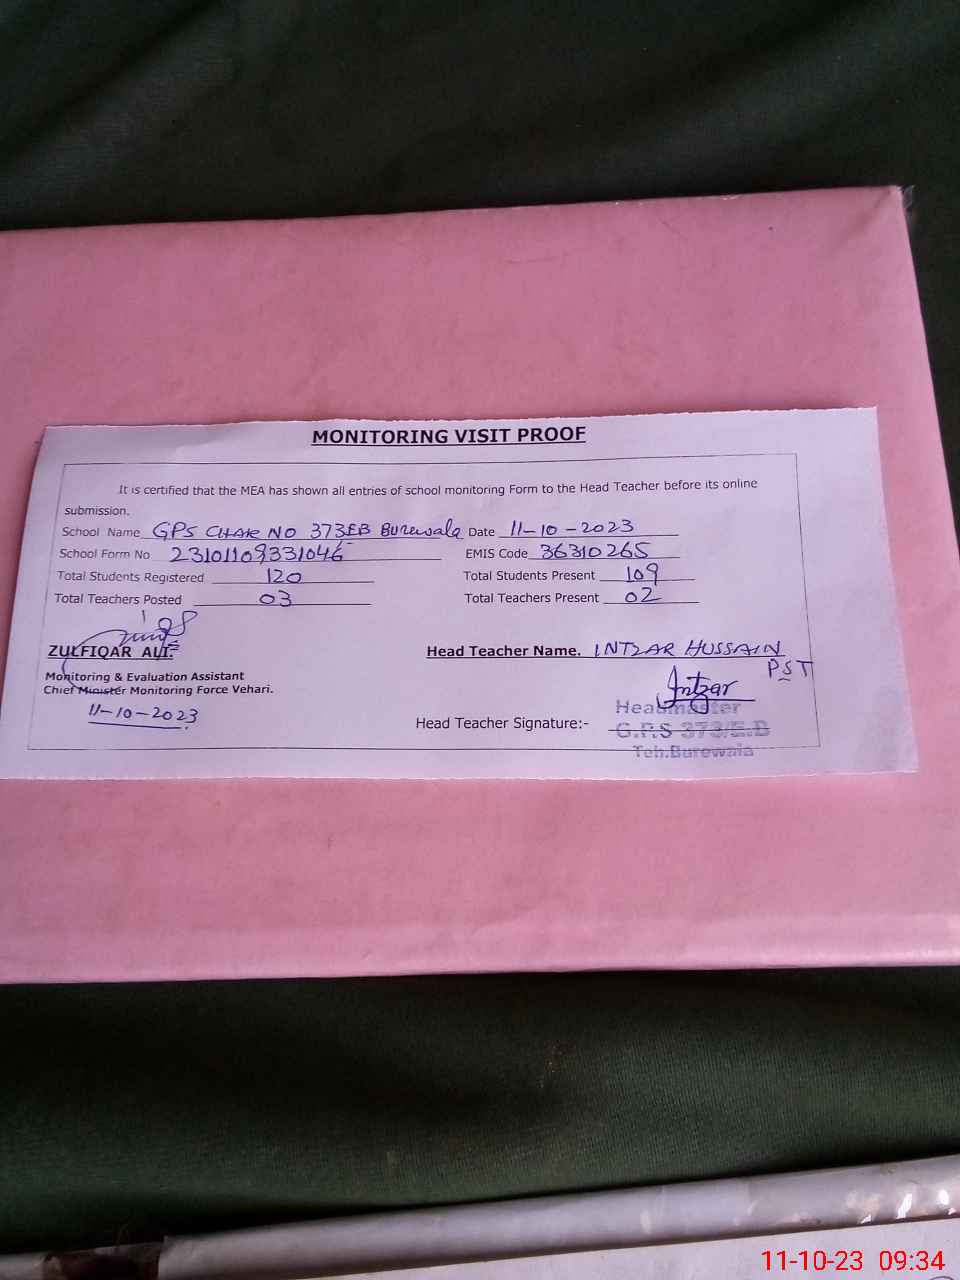 MONITORING VISIT PROOF
It is certified that the MEA has shown all entries of school monitoring Form to the Head Teacher before its online
submission.
School Name GPS CHAK NO 373EB Burewala Date 11-10-2023
School Form No 23101109331046 EMIS Code 36310265
Total Students Registered 120 Total Students Present 109
Total Teachers Posted 03 Total Teachers Present 02
ZULFIQAR ALI. Head Teacher Name. INTZAR HUSSAIN
PST
Monitoring & Evaluation Assistant
Chief Minister Monitoring Force Vehari.
11-10-2023
Intzar
Head Teacher Signature:-
Headmaster
G.P.S 373/E.B
Teh.Burewala
11-10-23 09:34